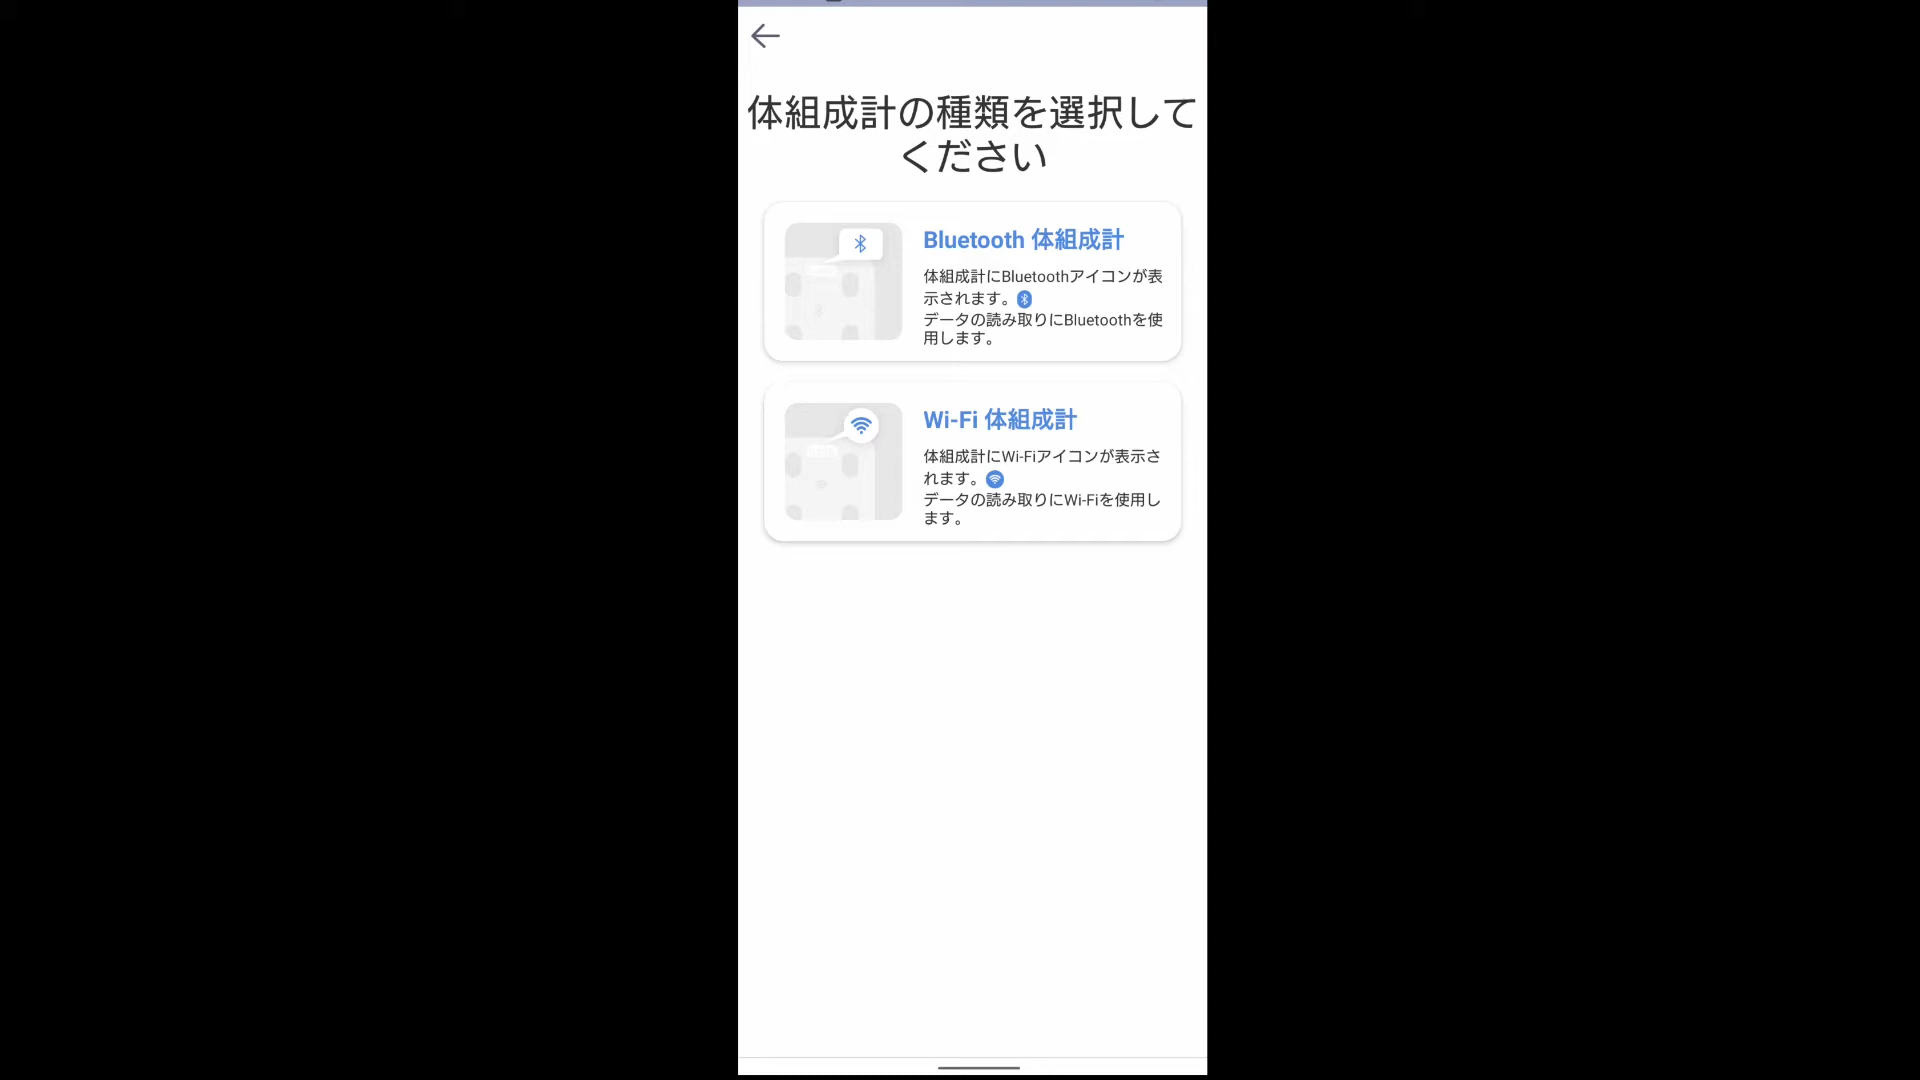 体組成計の種類を選択して
ください
Bluetooth 体組成計
体組成計にBluetoothアイコンが表
示されます。
データの読み取りにBluetoothを使
用します。
Wi-Fi 体組成計
体組成計にWi-Fiアイコンが表示さ
れます。
データの読み取りにWi-Fiを使用し
ます。